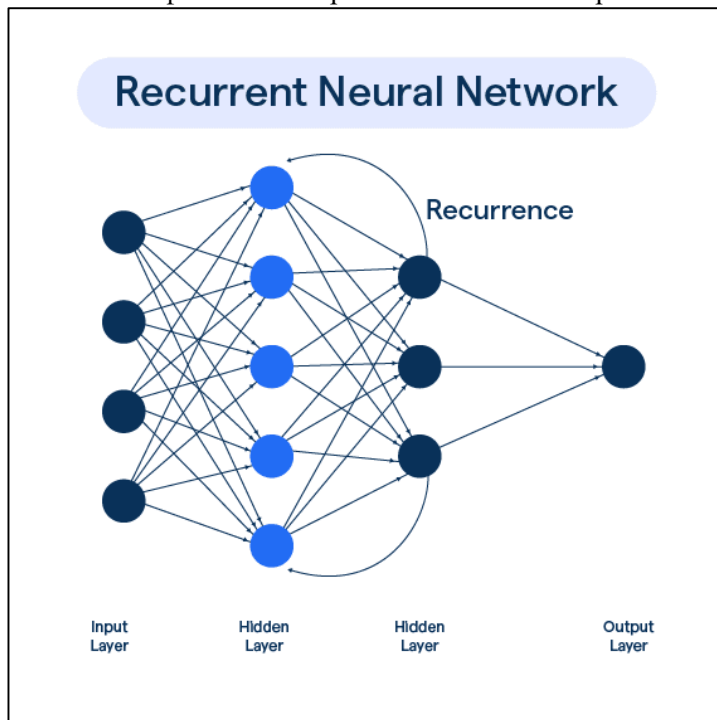 Recurrent Neural Network
Recurrence
Input
Layer
Hidden
Layer
Hidden
Layer
Output
Layer